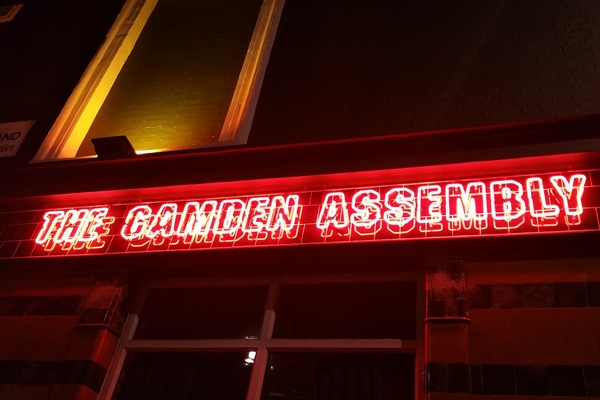 THE CAMDEN ASSEMBLY